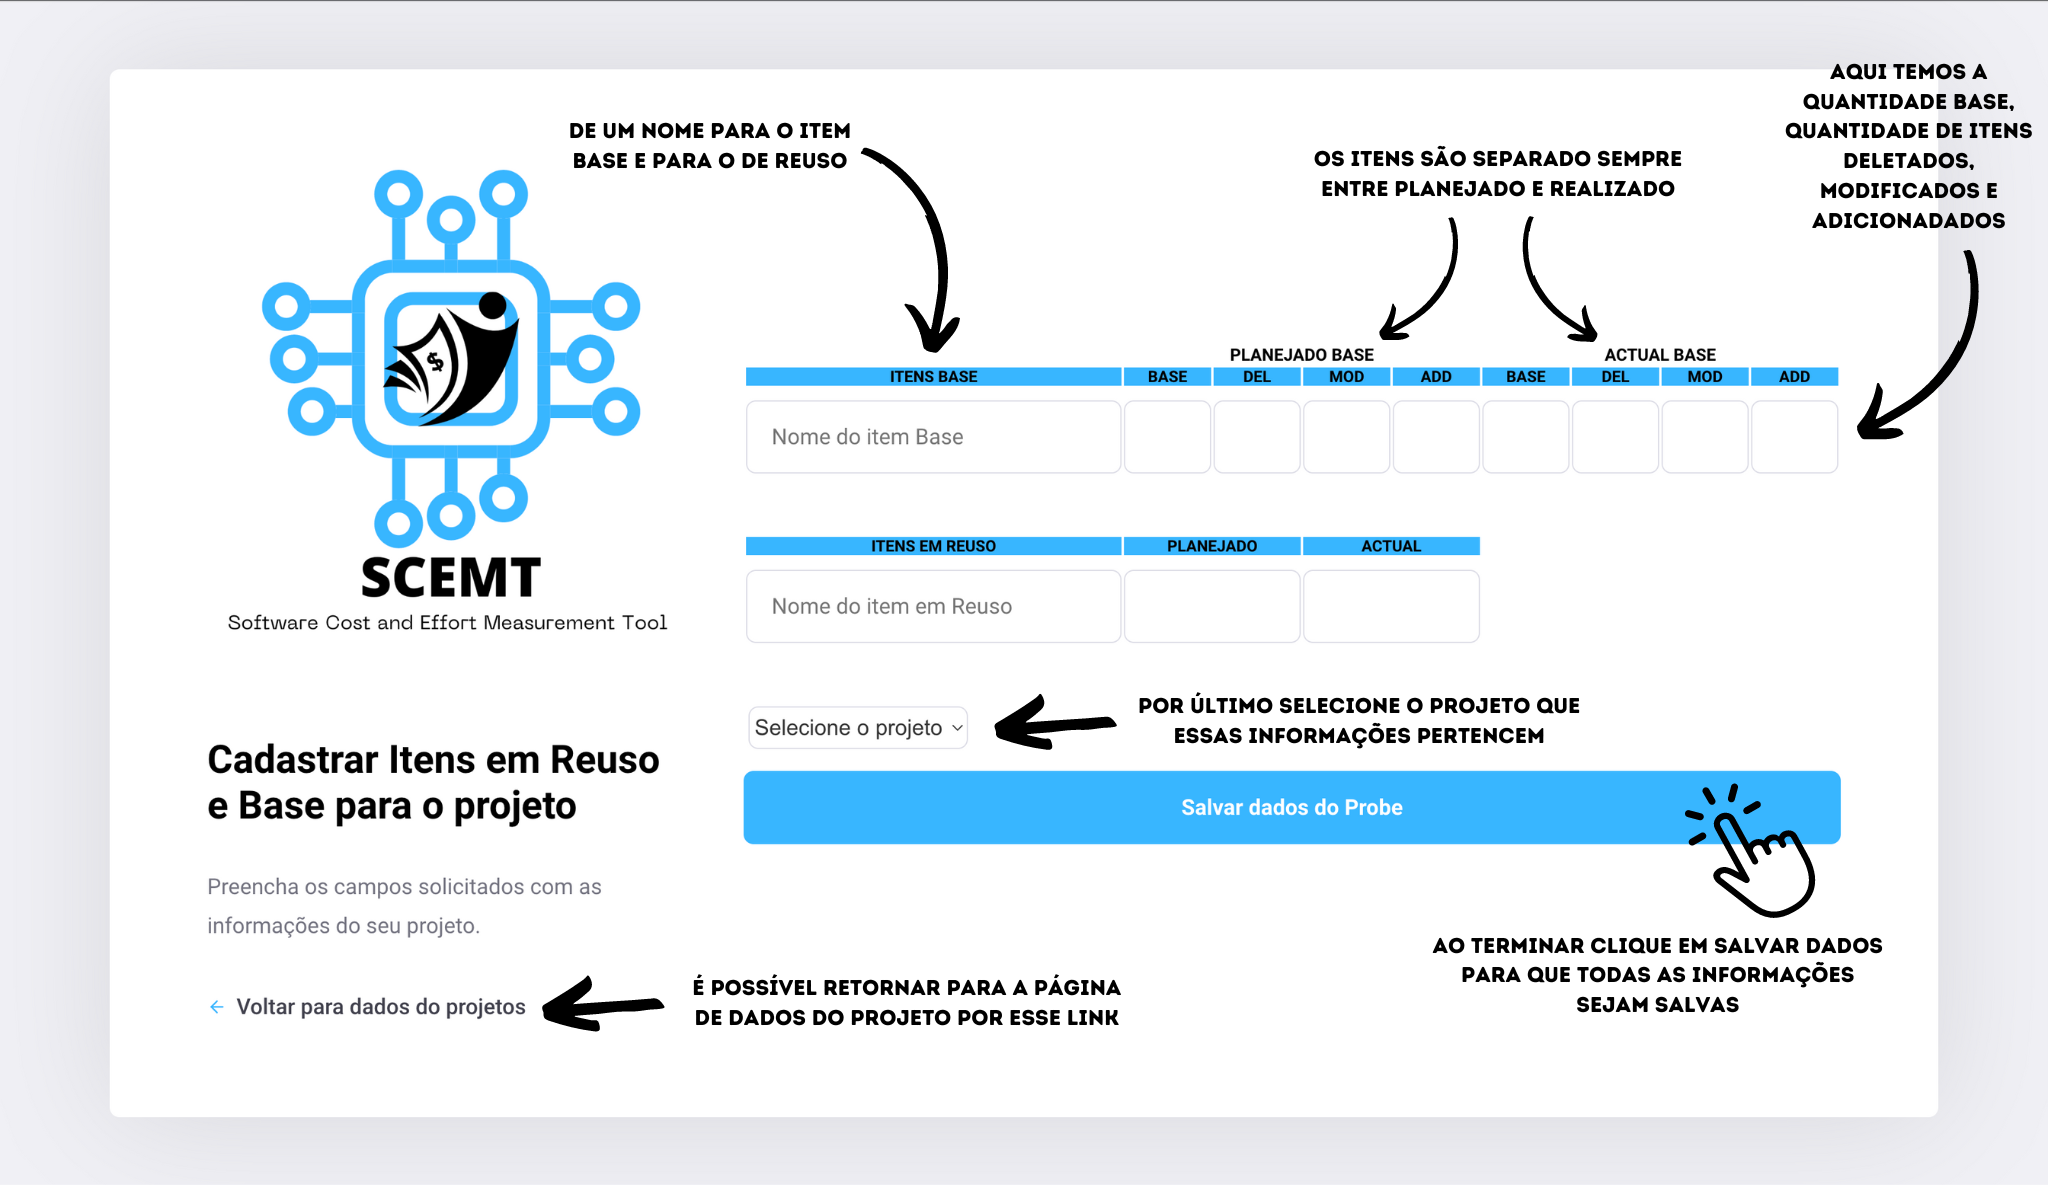 DE UM NOME PARA O ITEM
BASE E PARA O DE REUSO
OS ITENS SÃO SEPARADO SEMPRE
ENTRE PLANEJADO E REALIZADO
AQUI TEMOS A
QUANTIDADE BASE,
QUANTIDADE DE ITENS
DELETADOS,
MODIFICADOS E
ADICIONADADOS
$
SCEMT
Software Cost and Effort Measurement Tool
PLANEJADO BASE ACTUAL BASE
ITENS BASE BASE DEL MOD ADD BASE DEL MOD ADD
Nome do item Base
ITENS EM REUSO PLANEJADO ACTUAL
Nome do item em Reuso
Selecione o projeto
POR ÚLTIMO SELECIONE O PROJETO QUE
ESSAS INFORMAÇÕES PERTENCEM
Salvar dados do Probe
AO TERMINAR CLIQUE EM SALVAR DADOS
PARA QUE TODAS AS INFORMAÇÕES
SEJAM SALVAS
Cadastrar Itens em Reuso
e Base para o projeto
Preencha os campos solicitados com as
informações do seu projeto.
Voltar para dados do projetos
É POSSÍVEL RETORNAR PARA A PÁGINA
DE DADOS DO PROJETO POR ESSE LINK